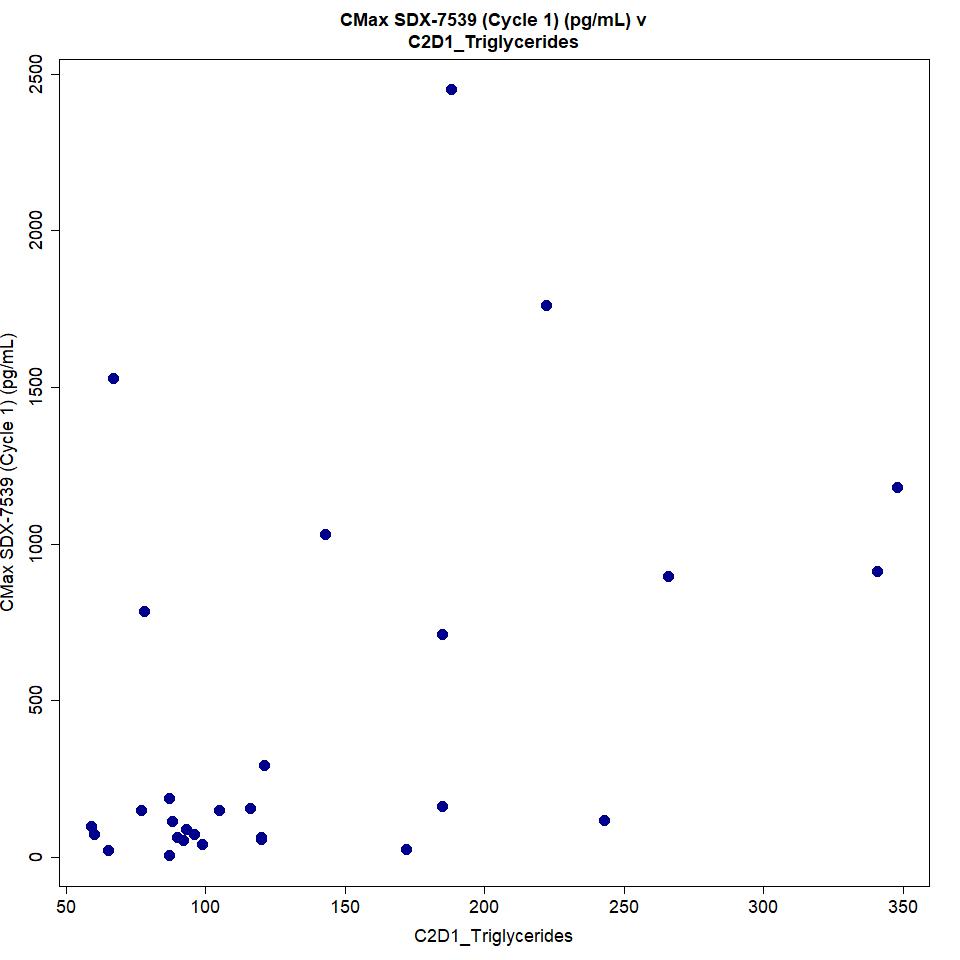 CMax SDX-7539 (Cycle 1) (pg/mL) v
C2D1_Triglycerides
2500
2000
1500
1000
500
0
CMax SDX-7539 (Cycle 1) (pg/mL)
50 100 150 200 250 300 350
C2D1_Triglycerides